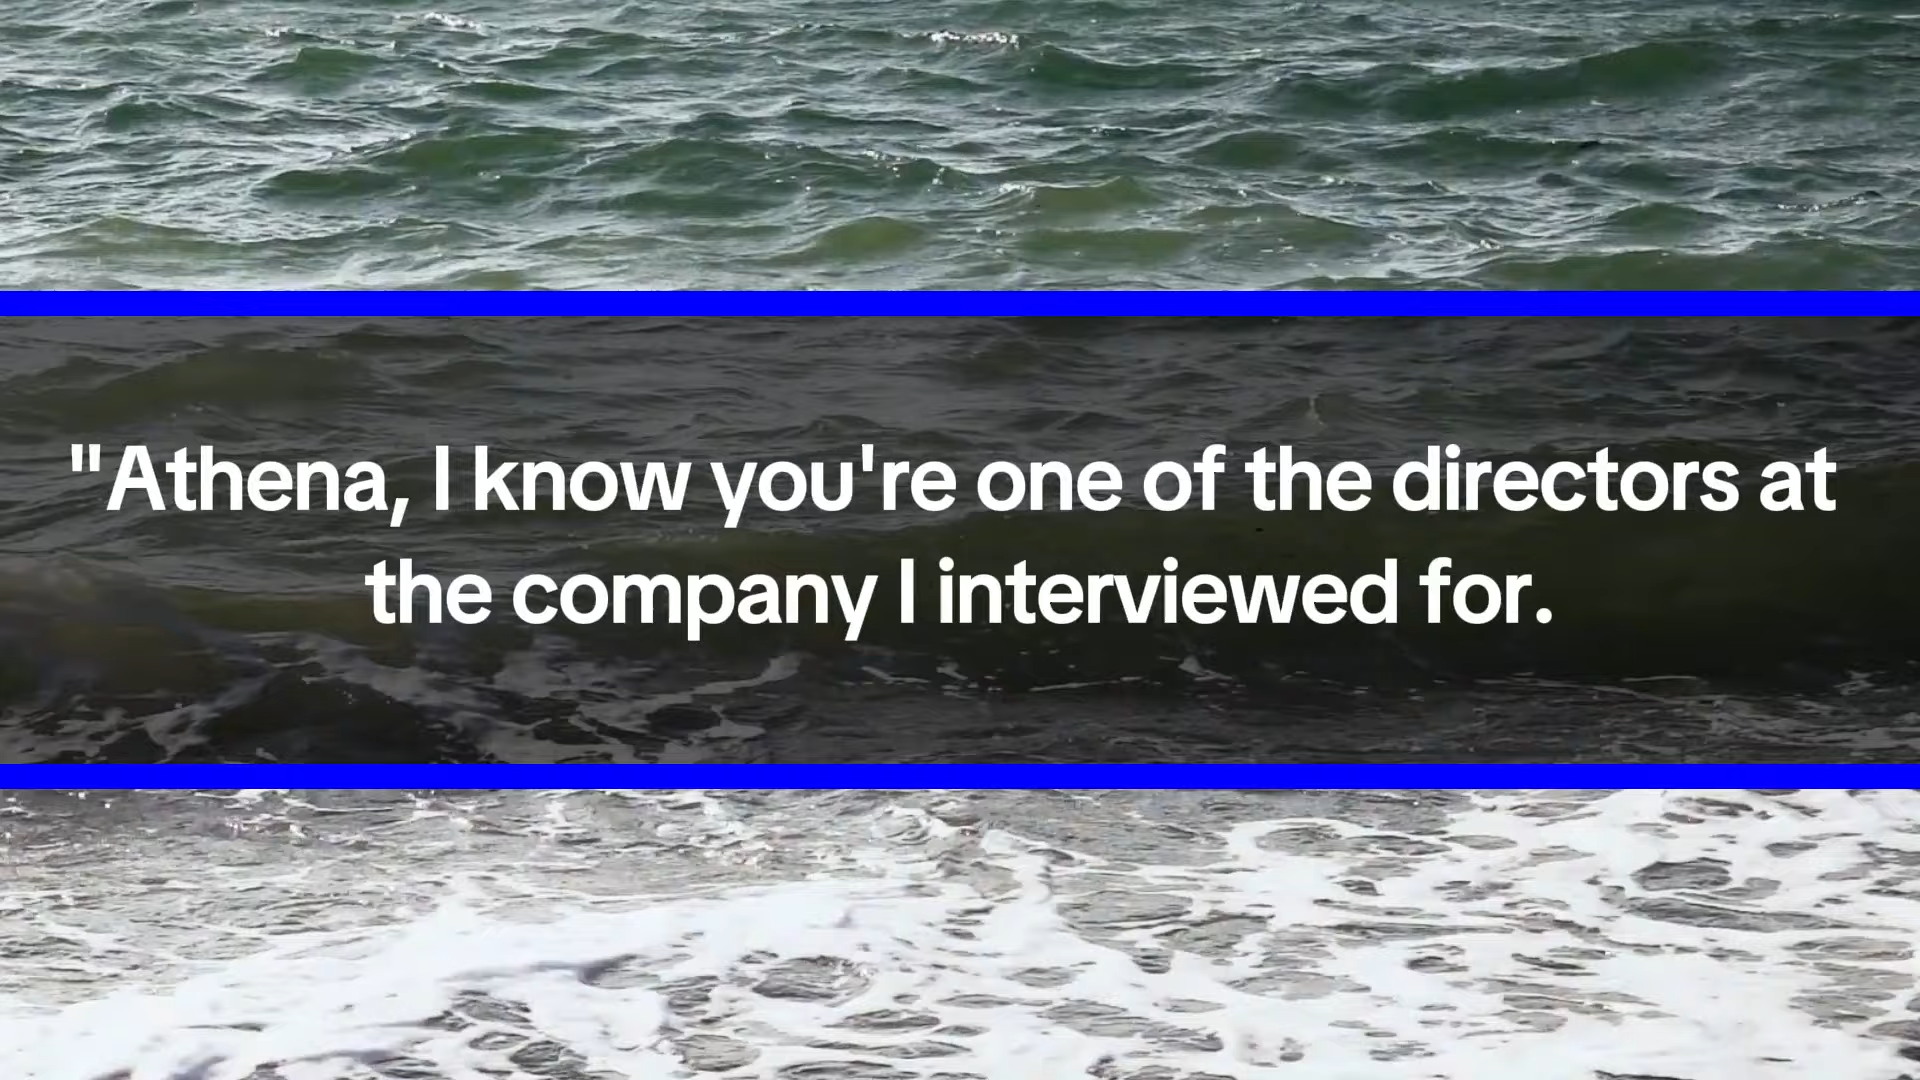 "Athena, I know you're one of the directors at
the company I interviewed for.